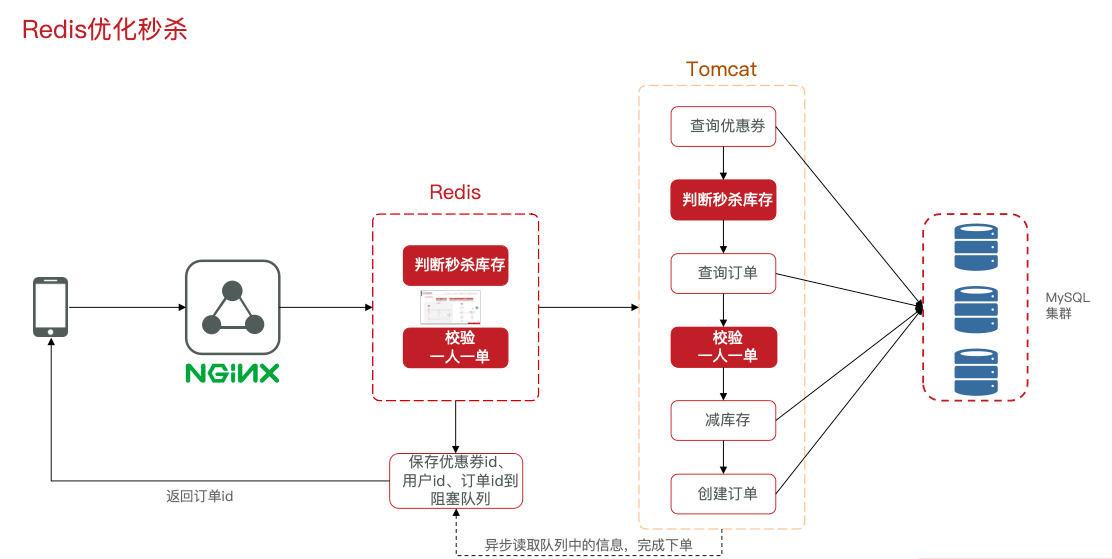 Redis优化秒杀
Tomcat
查询优惠券
判断秒杀库存
查询订单
校验
一人一单
减库存
创建订单
Redis
判断秒杀库存
校验
一人一单
NGiNX
MySQL
集群
保存优惠券id、
用户id、订单id到
阻塞队列
返回订单id
异步读取队列中的信息，完成下单